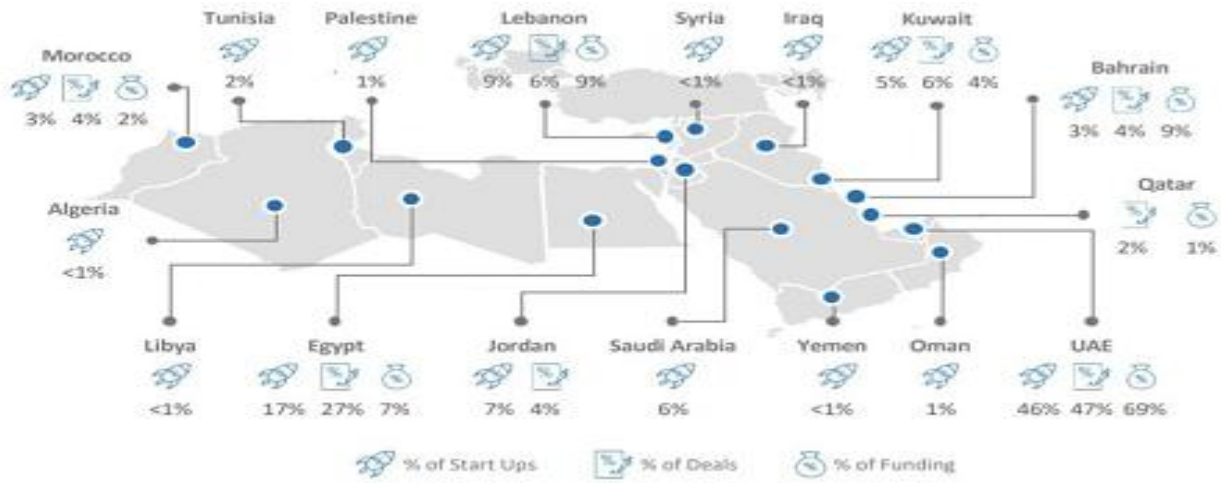 Tunisia Palestine Lebanon Syria Iraq Kuwait
2% 1% 9% 6% 9% <1% <1% 5% 6% 4%
Morocco
3% 4% 2%
Bahrain
3% 4% 9%
Algeria
<1%
Qatar
2% 1%
Libya Egypt Jordan Saudi Arabia Yemen Oman UAE
<1% 17% 27% 7% 7% 4% 6% <1% 1% 46% 47% 69%
% of Start Ups % of Deals % of Funding